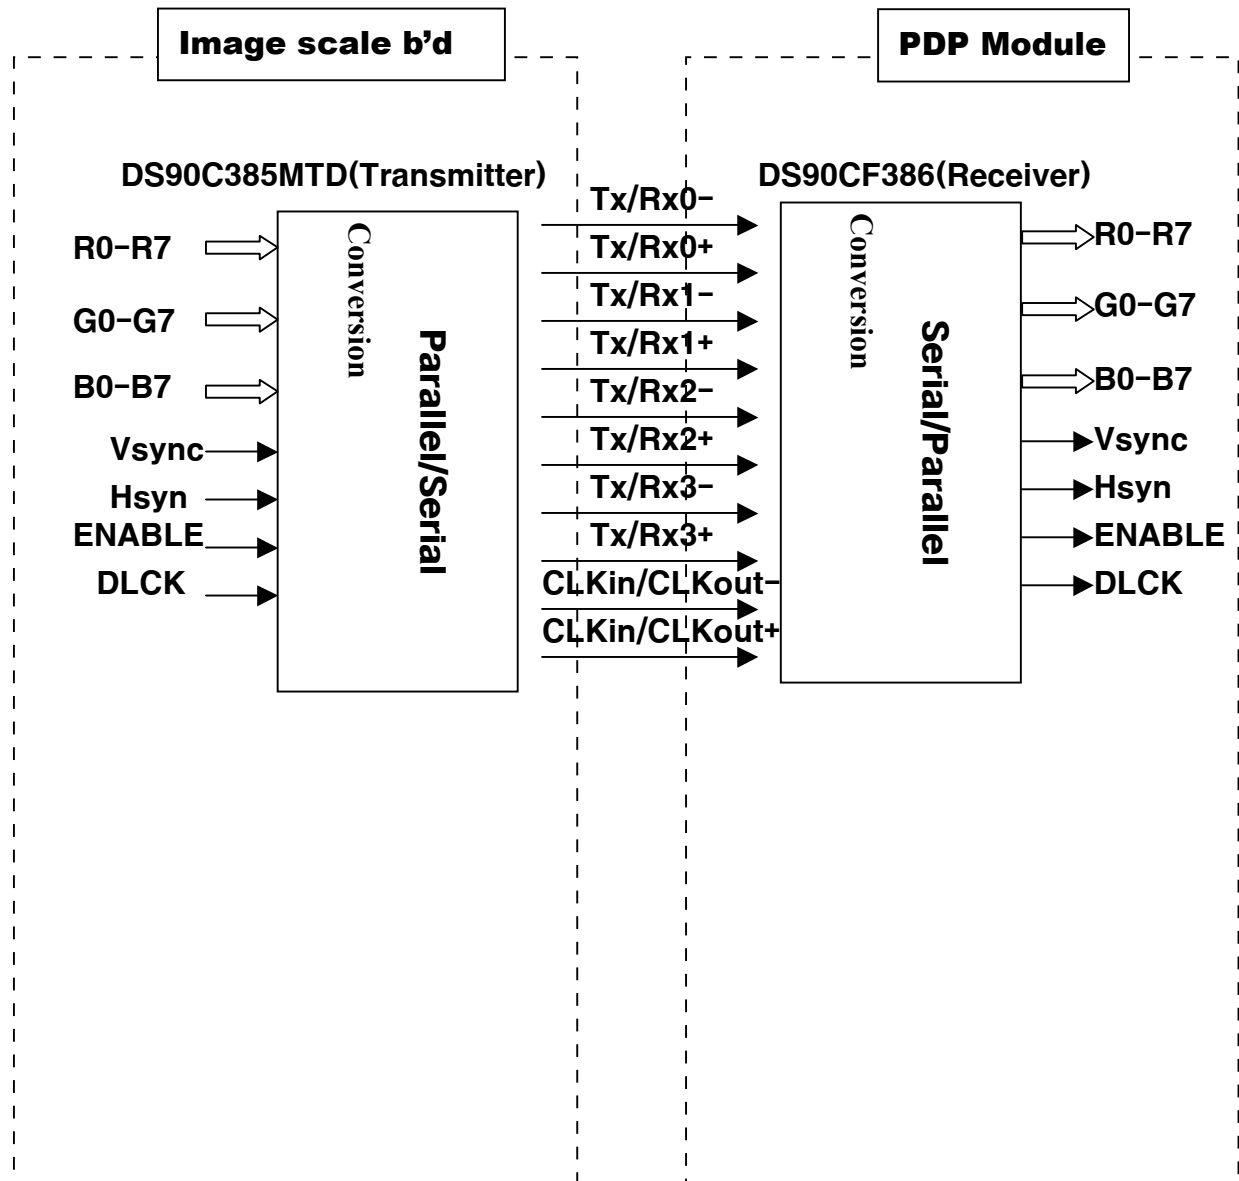 Image scale b’d
PDP Module
DS90C385MTD(Transmitter)
DS90CF386(Receiver)
R0-R7
G0-G7
B0-B7
Vsync
Hsyn
ENABLE
DLCK
Conversion
Parallel/Serial
Tx/Rx0-
Tx/Rx0+
Tx/Rx1-
Tx/Rx1+
Tx/Rx2-
Tx/Rx2+
Tx/Rx3-
Tx/Rx3+
CLKin/CLKout-
CLKin/CLKout+
Conversion
Serial/Parallel
R0-R7
G0-G7
B0-B7
Vsync
Hsyn
ENABLE
DLCK